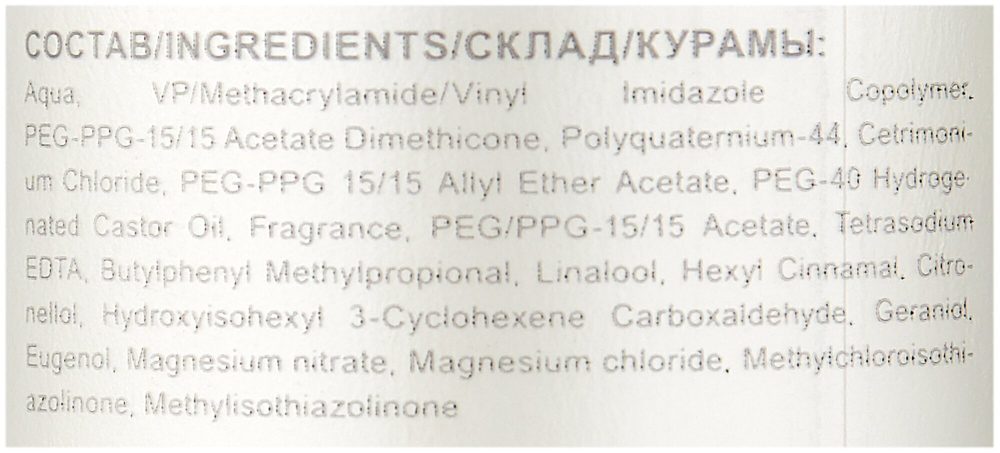 СОСТАВ/INGREDIENTS/СКЛАД/КУРАМЫ:
Aqua, VP/Methacrylamide/Vinyl Imidazole Copolymer,
PEG-PPG-15/15 Acetate Dimethicone, Polyquaternium-44, Cetrimoni-
um Chloride, PEG-PPG 15/15 Allyl Ether Acetate, PEG-40 Hydroge-
nated Castor Oil, Fragrance, PEG/PPG-15/15 Acetate, Tetrasodium
EDTA, Butylphenyl Methylpropional, Linalool, Hexyl Cinnamal, Citro-
nellol, Hydroxyisohexyl 3-Cyclohexene Carboxaldehyde, Geraniol,
Eugenol, Magnesium nitrate, Magnesium chloride, Methylchloroisothi-
azolinone, Methylisothiazolinone